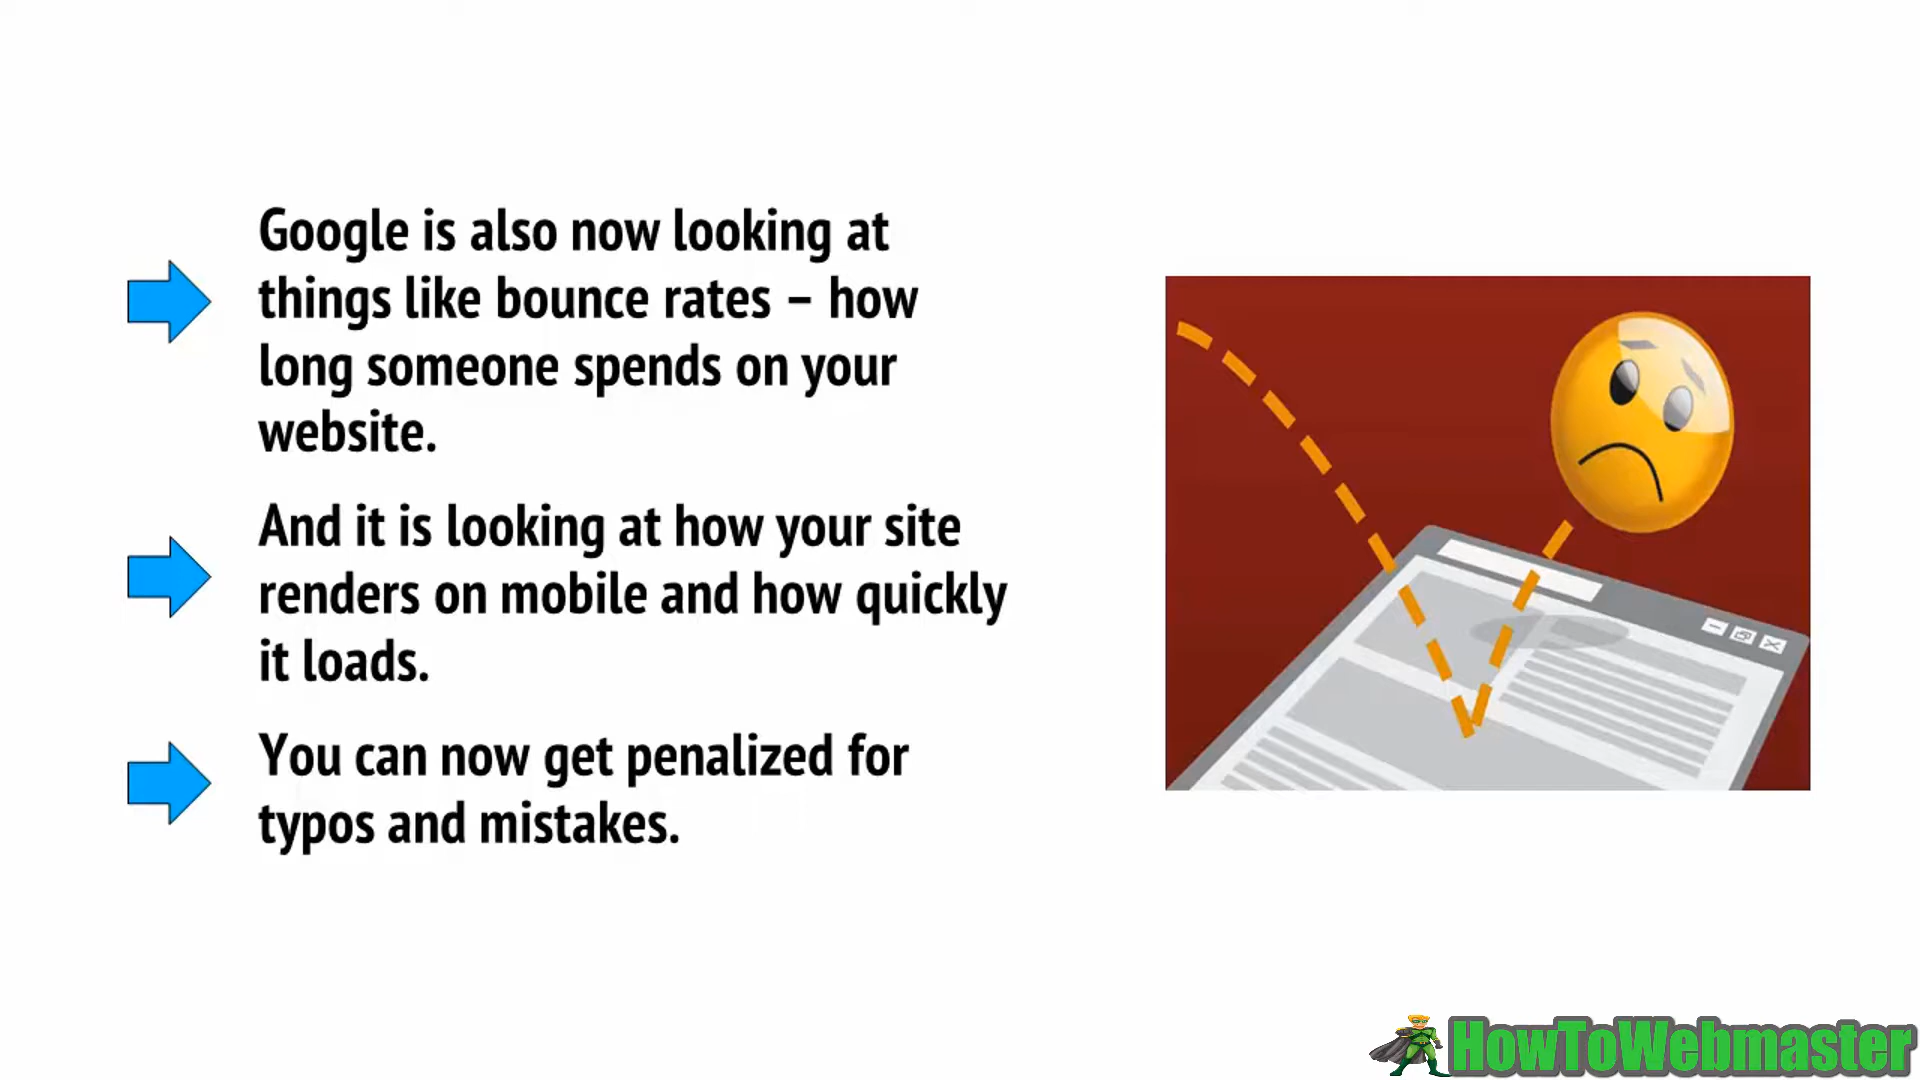 Google is also now looking at
things like bounce rates – how
long someone spends on your
website.
And it is looking at how your site
renders on mobile and how quickly
it loads.
You can now get penalized for
typos and mistakes.
HowToWebmaster